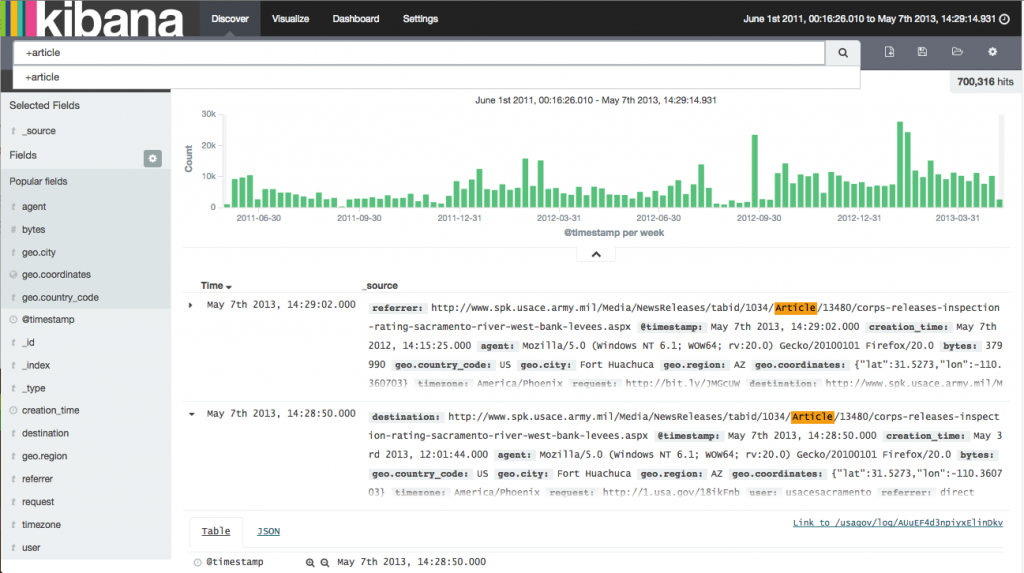 kibana Discover Visualize Dashboard Settings June 1st 2011, 00:16:26.010 to May 7th 2013, 14:29:14.931
+article
+article
700,316 hits
June 1st 2011, 00:16:26.010 - May 7th 2013, 14:29:14.931
Selected Fields
t _source
Fields
Popular fields
t agent
# bytes
t geo.city
geo.coordinates
t geo.country_code
@timestamp
t _id
t _index
t _type
creation_time
t destination
t geo.region
t referrer
t request
t timezone
t user
Count
30k
20k
10k
0
2011-06-30 2011-09-30 2011-12-31 2012-03-31 2012-06-30 2012-09-30 2012-12-31 2013-03-31
@timestamp per week
Time _source
May 7th 2013, 14:29:02.000
referrer: http://www.spk.usace.army.mil/Media/NewsReleases/tabid/1034/Article/13480/corps-releases-inspection
-rating-sacramento-river-west-bank-levees.aspx @timestamp: May 7th 2013, 14:29:02.000 creation_time: May 7th
2012, 14:15:25.000 agent: Mozilla/5.0 (Windows NT 6.1; WOW64; rv:20.0) Gecko/20100101 Firefox/20.0 bytes: 379
990 geo.country_code: US geo.city: Fort Huachuca geo.region: AZ geo.coordinates: {"lat":31.5273,"lon":-110.
360703} timezone: America/Phoenix request: http://bit.ly/JMGcUW destination: http://www.spk.usace.army.mil/M
May 7th 2013, 14:28:50.000
destination: http://www.spk.usace.army.mil/Media/NewsReleases/tabid/1034/Article/13480/corps-releases-inspect
ion-rating-sacramento-river-west-bank-levees.aspx @timestamp: May 7th 2013, 14:28:50.000 creation_time: May 3
rd 2013, 12:01:44.000 agent: Mozilla/5.0 (Windows NT 6.1; WOW64; rv:20.0) Gecko/20100101 Firefox/20.0 bytes:
geo.country_code: US geo.city: Fort Huachuca geo.region: AZ geo.coordinates: {"lat":31.5273,"lon":-110.3607
03} timezone: America/Phoenix request: http://1.usa.gov/18ikFnb user: usacesacramento referrer: direct
Table JSON
Link to /usagov/log/AUuEF4d3npiyxElinDkv
@timestamp May 7th 2013, 14:28:50.000